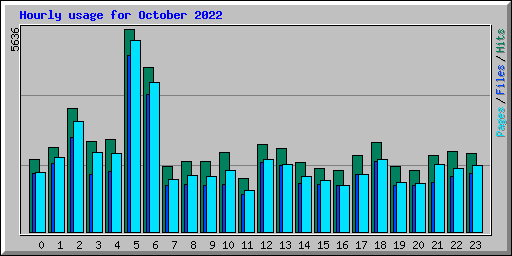 Hourly usage for October 2022
5636
Pages/Files/Hits
0 1 2 3 4 5 6 7 8 9 10 11 12 13 14 15 16 17 18 19 20 21 22 23